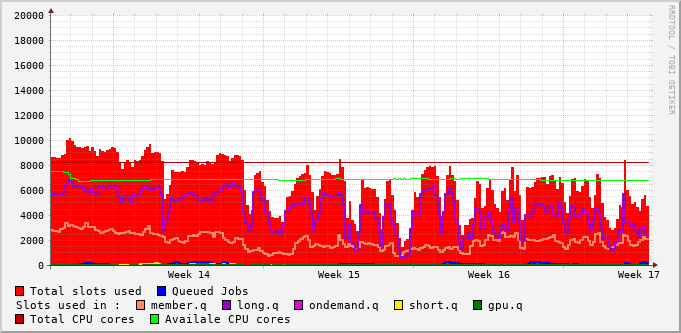 20000
18000
16000
14000
12000
10000
8000
6000
4000
2000
0
Week 14 Week 15 Week 16 Week 17
Total slots used Queued Jobs
Slots used in : member.q long.q ondemand.q short.q gpu.q
Total CPU cores Availale CPU cores
RRDTOOL / TOBI OETIKER